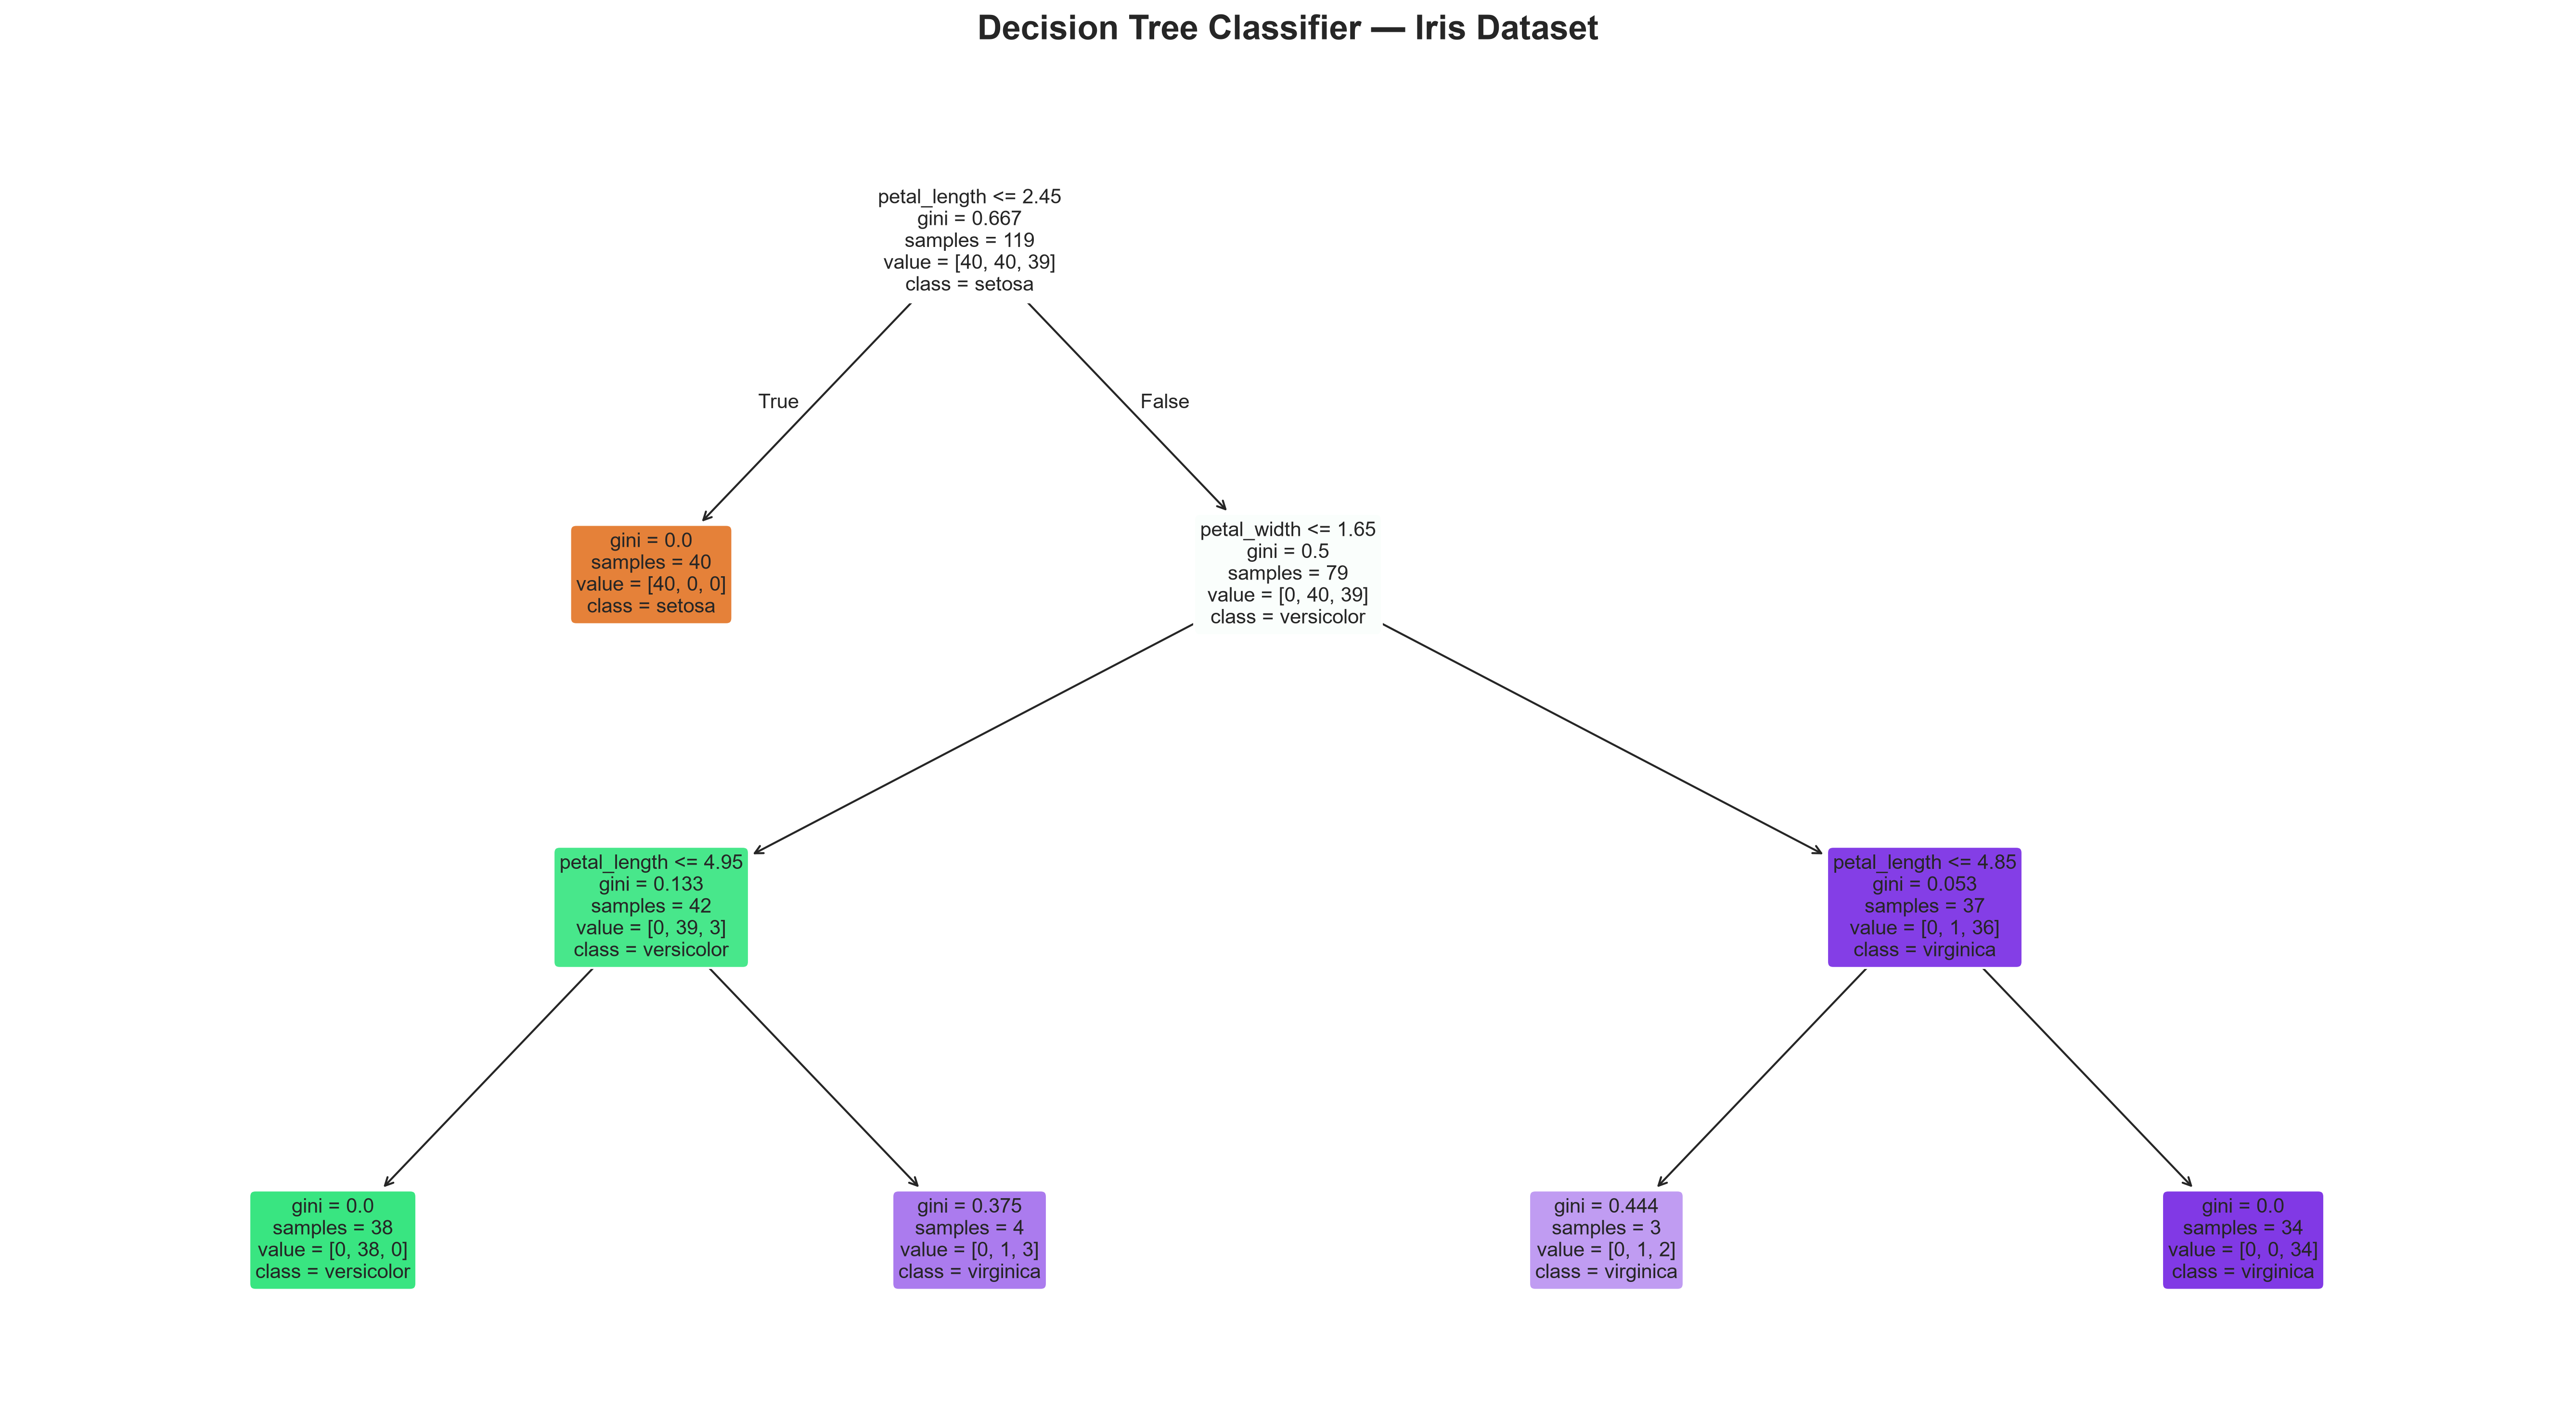 Decision Tree Classifier — Iris Dataset
petal_length <= 2.45
gini = 0.667
samples = 119
value = [40, 40, 39]
class = setosa
True
False
gini = 0.0
samples = 40
value = [40, 0, 0]
class = setosa
petal_width <= 1.65
gini = 0.5
samples = 79
value = [0, 40, 39]
class = versicolor
petal_length <= 4.95
gini = 0.133
samples = 42
value = [0, 39, 3]
class = versicolor
petal_length <= 4.85
gini = 0.053
samples = 37
value = [0, 1, 36]
class = virginica
gini = 0.0
samples = 38
value = [0, 38, 0]
class = versicolor
gini = 0.375
samples = 4
value = [0, 1, 3]
class = virginica
gini = 0.444
samples = 3
value = [0, 1, 2]
class = virginica
gini = 0.0
samples = 34
value = [0, 0, 34]
class = virginica